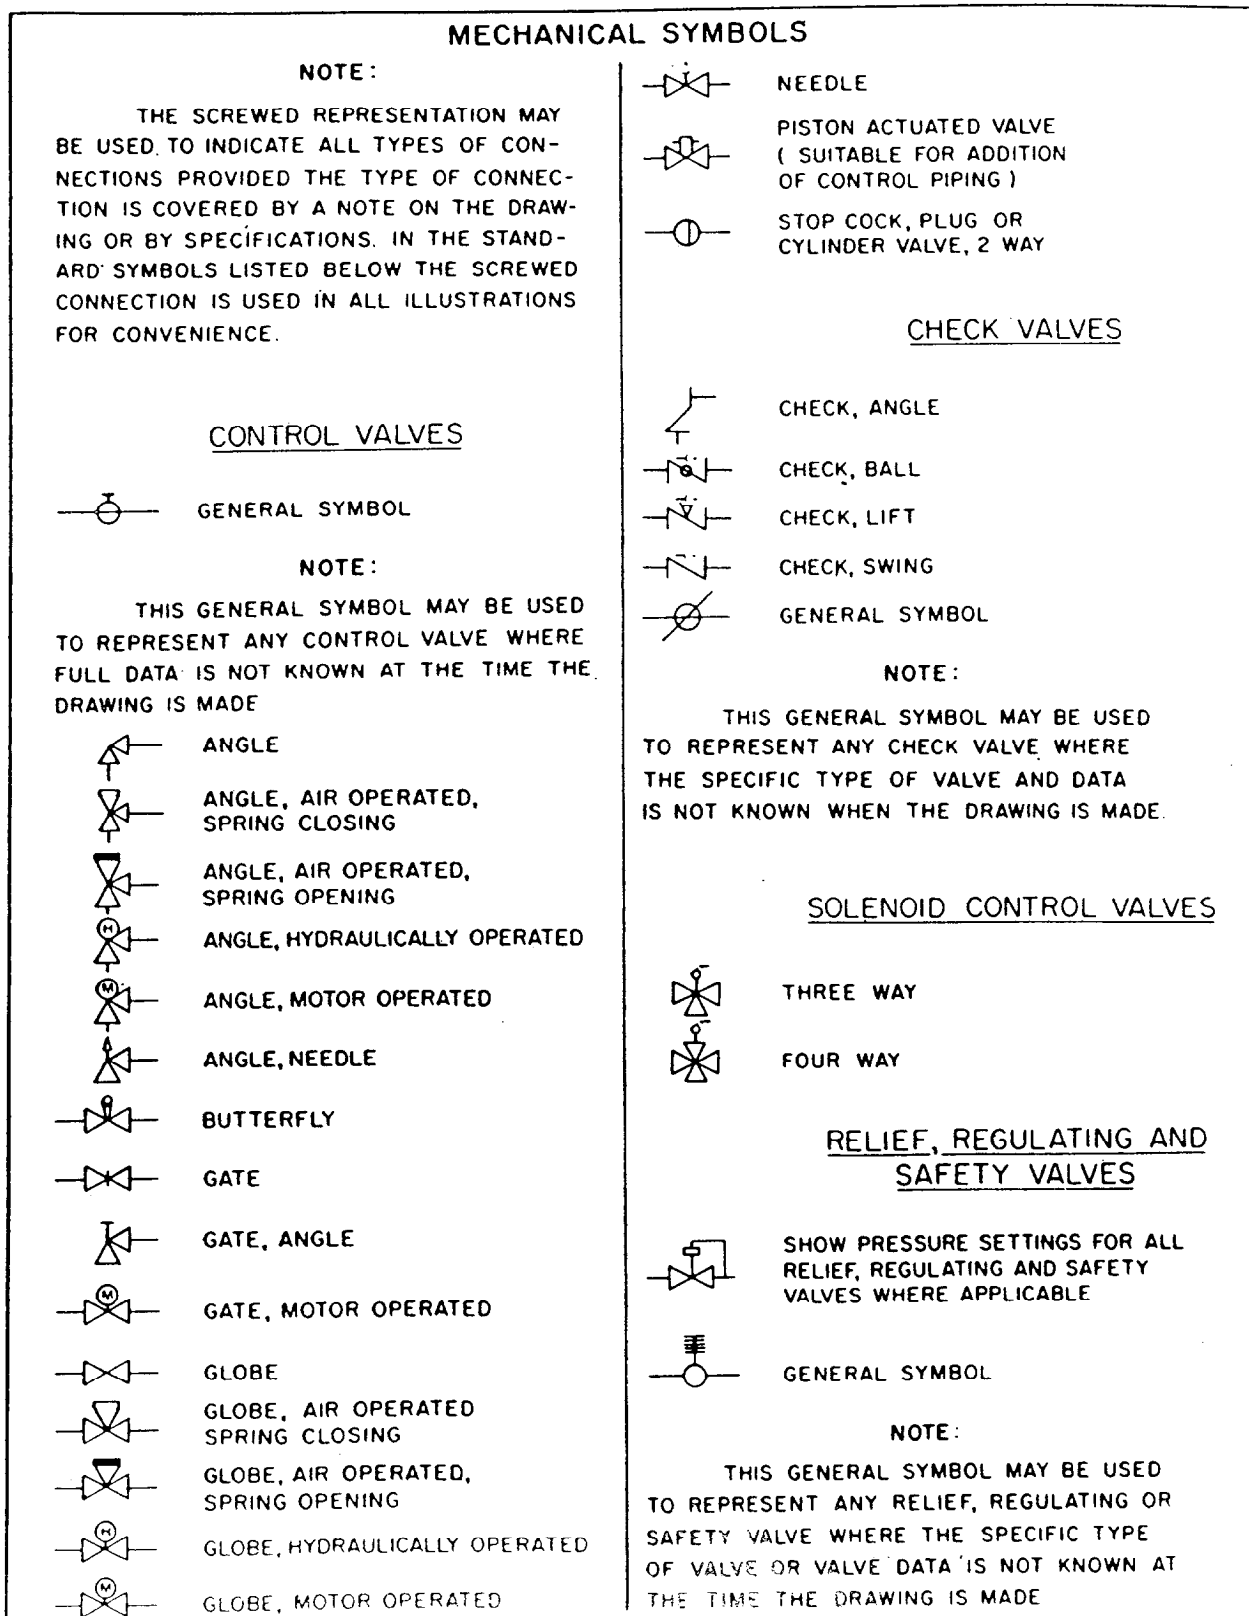 MECHANICAL SYMBOLS
NOTE:
THE SCREWED REPRESENTATION MAY
BE USED TO INDICATE ALL TYPES OF CON-
NECTIONS PROVIDED THE TYPE OF CONNEC-
TION IS COVERED BY A NOTE ON THE DRAW-
ING OR BY SPECIFICATIONS. IN THE STAND-
ARD SYMBOLS LISTED BELOW THE SCREWED
CONNECTION IS USED IN ALL ILLUSTRATIONS
FOR CONVENIENCE.
CONTROL VALVES
GENERAL SYMBOL
NOTE:
THIS GENERAL SYMBOL MAY BE USED
TO REPRESENT ANY CONTROL VALVE WHERE
FULL DATA IS NOT KNOWN AT THE TIME THE
DRAWING IS MADE
ANGLE
ANGLE, AIR OPERATED,
SPRING CLOSING
ANGLE, AIR OPERATED,
SPRING OPENING
H
ANGLE, HYDRAULICALLY OPERATED
M
ANGLE, MOTOR OPERATED
ANGLE, NEEDLE
BUTTERFLY
GATE
GATE, ANGLE
M
GATE, MOTOR OPERATED
GLOBE
GLOBE, AIR OPERATED
SPRING CLOSING
GLOBE, AIR OPERATED,
SPRING OPENING
H
GLOBE, HYDRAULICALLY OPERATED
M
GLOBE, MOTOR OPERATED
NEEDLE
PISTON ACTUATED VALVE
( SUITABLE FOR ADDITION
OF CONTROL PIPING )
STOP COCK, PLUG OR
CYLINDER VALVE, 2 WAY
CHECK VALVES
CHECK, ANGLE
CHECK, BALL
CHECK, LIFT
CHECK, SWING
GENERAL SYMBOL
NOTE:
THIS GENERAL SYMBOL MAY BE USED
TO REPRESENT ANY CHECK VALVE WHERE
THE SPECIFIC TYPE OF VALVE AND DATA
IS NOT KNOWN WHEN THE DRAWING IS MADE.
SOLENOID CONTROL VALVES
THREE WAY
FOUR WAY
RELIEF, REGULATING AND
SAFETY VALVES
SHOW PRESSURE SETTINGS FOR ALL
RELIEF, REGULATING AND SAFETY
VALVES WHERE APPLICABLE
GENERAL SYMBOL
NOTE:
THIS GENERAL SYMBOL MAY BE USED
TO REPRESENT ANY RELIEF, REGULATING OR
SAFETY VALVE WHERE THE SPECIFIC TYPE
OF VALVE OR VALVE DATA IS NOT KNOWN AT
THE TIME THE DRAWING IS MADE